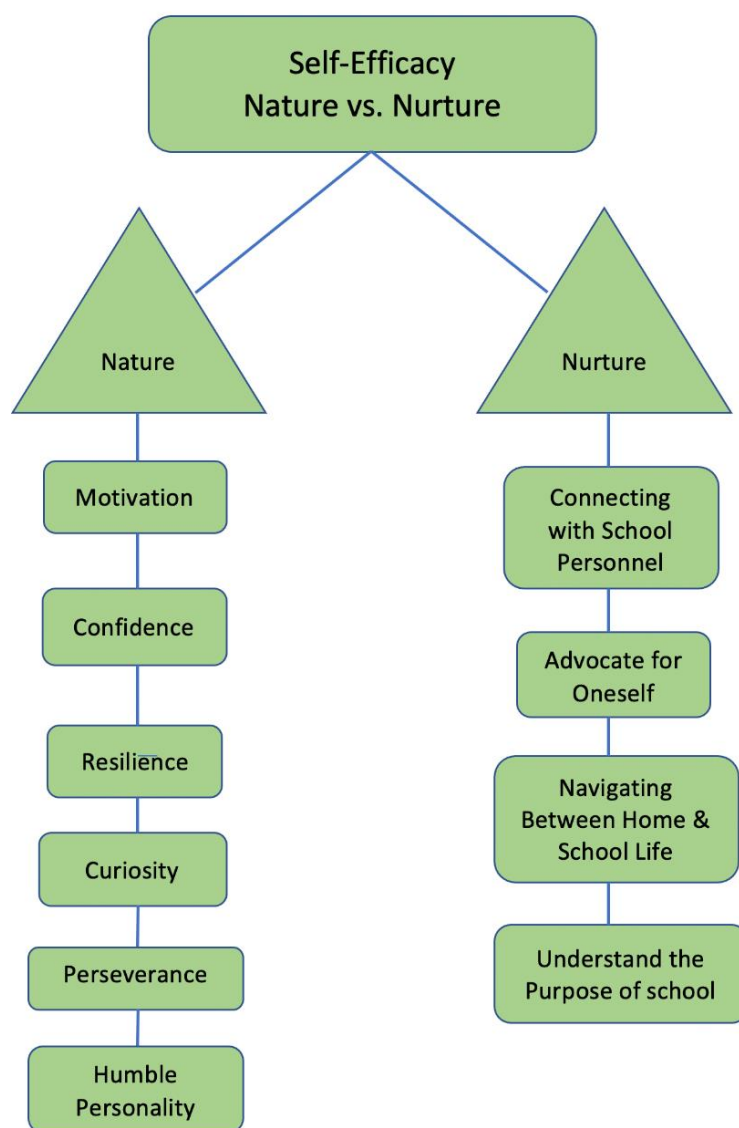 Self-Efficacy
Nature vs. Nurture
Nature
Motivation
Confidence
Resilience
Curiosity
Perseverance
Humble
Personality
Nurture
Connecting
with School
Personnel
Advocate for
Oneself
Navigating
Between Home &
School Life
Understand the
Purpose of school